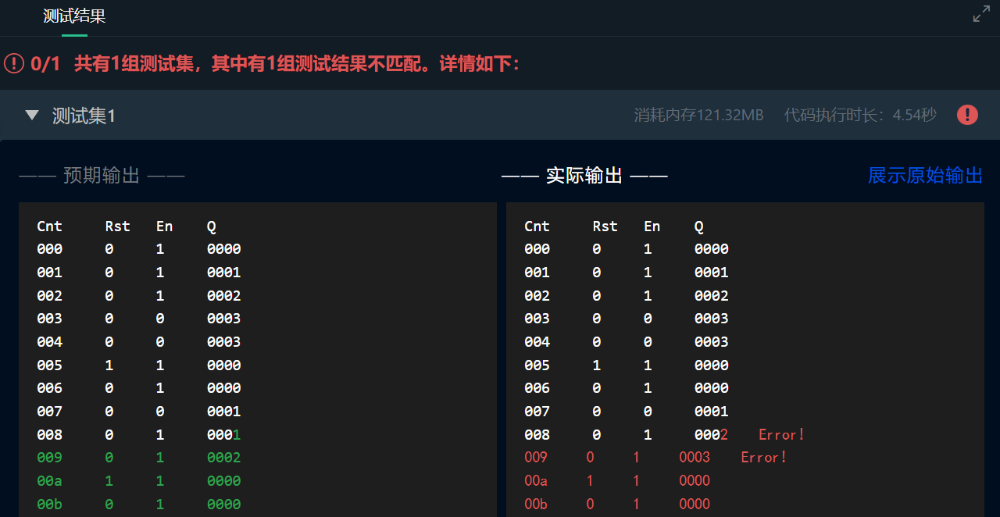 测试结果
0/1 共有1组测试集，其中有1组测试结果不匹配。详情如下：
测试集1 消耗内存121.32MB 代码执行时长：4.54秒
—— 预期输出 ——
Cnt Rst En Q
000 0 1 0000
001 0 1 0001
002 0 1 0002
003 0 0 0003
004 0 0 0003
005 1 1 0000
006 0 1 0000
007 0 0 0001
008 0 1 0001
009 0 1 0002
00a 1 1 0000
00b 0 1 0000
—— 实际输出 —— 展示原始输出
Cnt Rst En Q
000 0 1 0000
001 0 1 0001
002 0 1 0002
003 0 0 0003
004 0 0 0003
005 1 1 0000
006 0 1 0000
007 0 0 0001
008 0 1 0002 Error!
009 0 1 0003 Error!
00a 1 1 0000
00b 0 1 0000